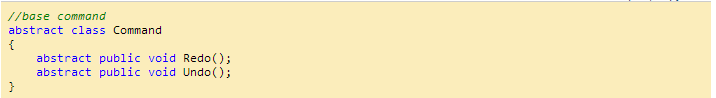 //base command
abstract class Command
{
    abstract public void Redo();
    abstract public void Undo();
}